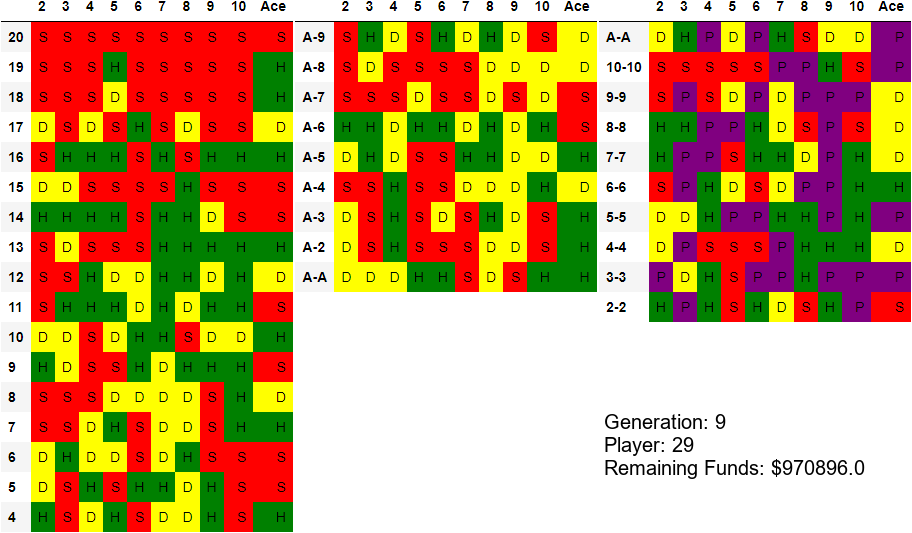 2 3 4 5 6 7 8 9 10 Ace
20 S S S S S S S S S S
19 S S S H S S S S S H
18 S S S D S S S S S H
17 D S D S H S D S S D
16 S H H H S H S H H H
15 D D S S S S H S S S
14 H H H H S H H D S S
13 S D S S S H H H H H
12 S S H D D H H D H D
11 S H H H D H D H H S
10 D D S D H H S D D H
9 H D S S H D H H H S
8 S S S D D D D S H D
7 S S D H S D D S H H
6 D H D D S D H S S S
5 D S H S H H D H S S
4 H S D H S D D H S H
2 3 4 5 6 7 8 9 10 Ace
A-9 S H D S H D H D S D
A-8 S D S S S S D D D D
A-7 S S S D S S D S D S
A-6 H H D H H D H D H S
A-5 D H D S S H H D D H
A-4 S S H S S D D D H D
A-3 D S H S D S H D S H
A-2 D S H S S S D D S H
A-A D D D H H S D S H H
2 3 4 5 6 7 8 9 10 Ace
A-A D H P D P H S D D P
10-10 S S S S S P P H S P
9-9 S P S D P D P P P D
8-8 H H P P H D S P S D
7-7 H P P S H H D P H D
6-6 S P H D S D P P H H
5-5 D D H P P H H P H P
4-4 D P S S S P H H H D
3-3 P D H S P P H P P P
2-2 H P H S H D S H P S
Generation: 9
Player: 29
Remaining Funds: $970896.0